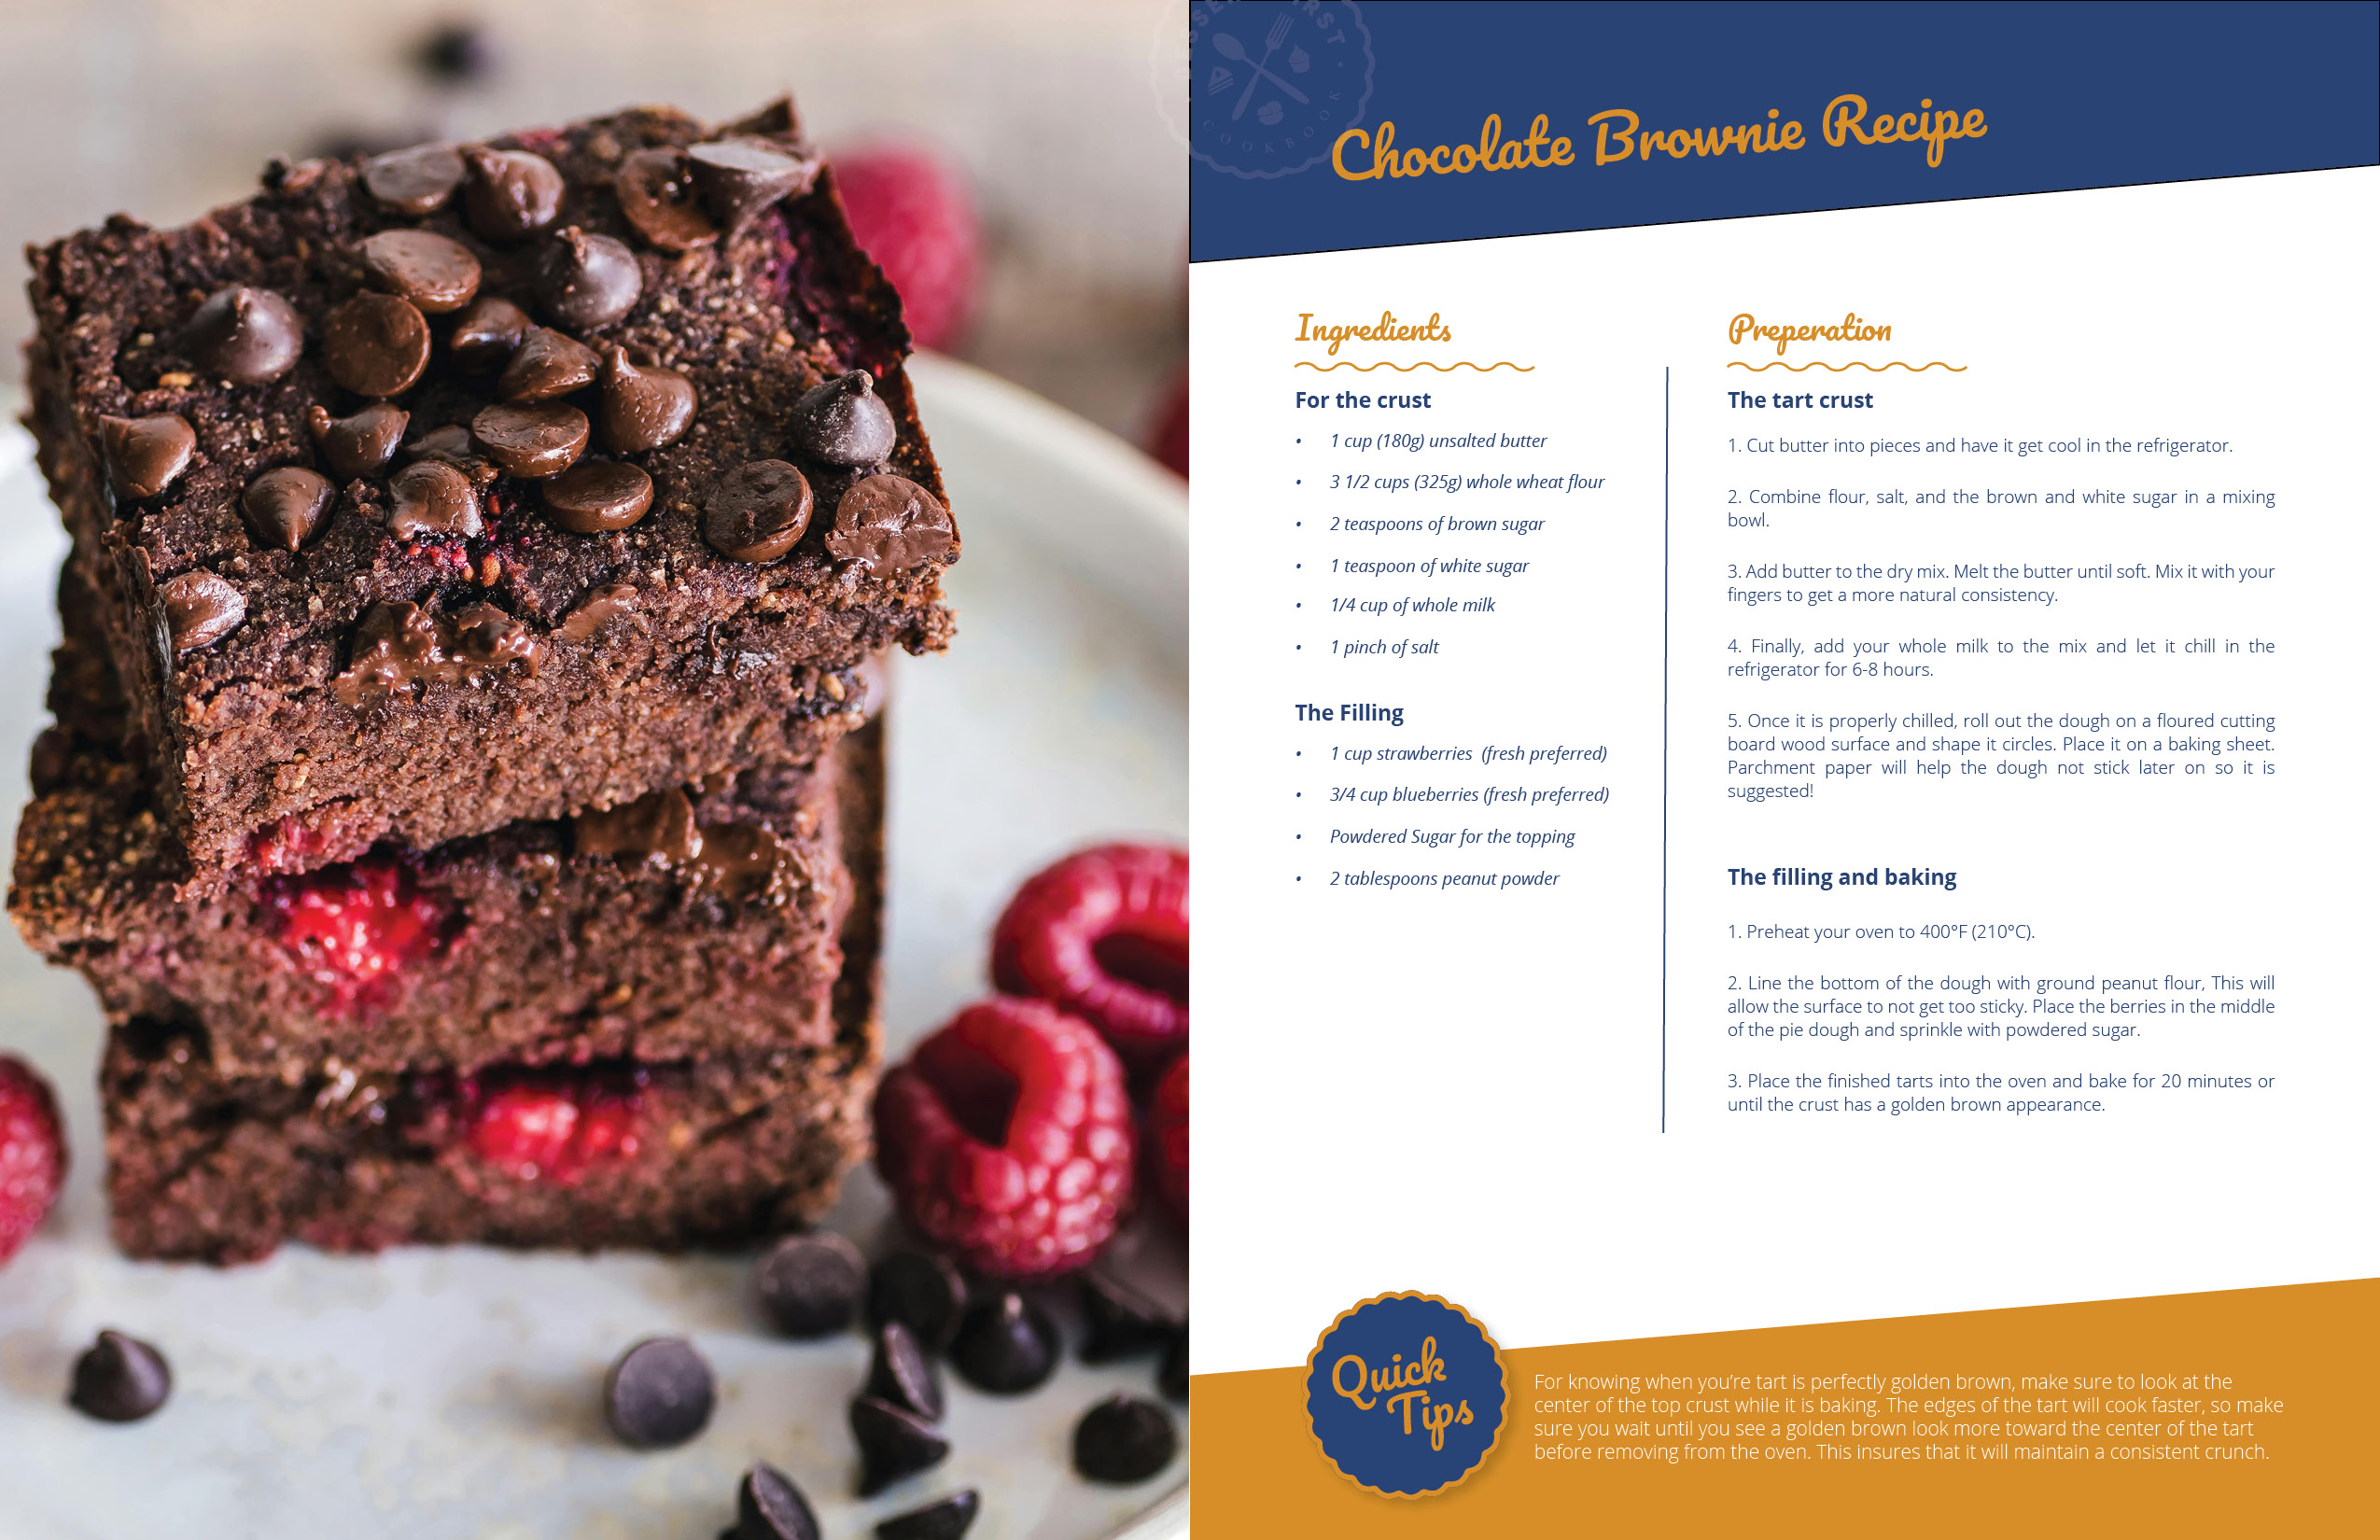 Chocolate Brownie Recipe
COOKBOOK
Ingredients
For the crust
• 1 cup (180g) unsalted butter
• 3 1/2 cups (325g) whole wheat flour
• 2 teaspoons of brown sugar
• 1 teaspoon of white sugar
• 1/4 cup of whole milk
• 1 pinch of salt
The Filling
• 1 cup strawberries  (fresh preferred)
• 3/4 cup blueberries (fresh preferred)
• Powdered Sugar for the topping
• 2 tablespoons peanut powder
Preperation
The tart crust
1. Cut butter into pieces and have it get cool in the refrigerator.
2. Combine flour, salt, and the brown and white sugar in a mixing
bowl.
3. Add butter to the dry mix. Melt the butter until soft. Mix it with your
fingers to get a more natural consistency.
4. Finally, add your whole milk to the mix and let it chill in the
refrigerator for 6-8 hours.
5. Once it is properly chilled, roll out the dough on a floured cutting
board wood surface and shape it circles. Place it on a baking sheet.
Parchment paper will help the dough not stick later on so it is
suggested!
The filling and baking
1. Preheat your oven to 400°F (210°C).
2. Line the bottom of the dough with ground peanut flour, This will
allow the surface to not get too sticky. Place the berries in the middle
of the pie dough and sprinkle with powdered sugar.
3. Place the finished tarts into the oven and bake for 20 minutes or
until the crust has a golden brown appearance.
Quick
Tips
For knowing when you're tart is perfectly golden brown, make sure to look at the
center of the top crust while it is baking. The edges of the tart will cook faster, so make
sure you wait until you see a golden brown look more toward the center of the tart
before removing from the oven. This insures that it will maintain a consistent crunch.